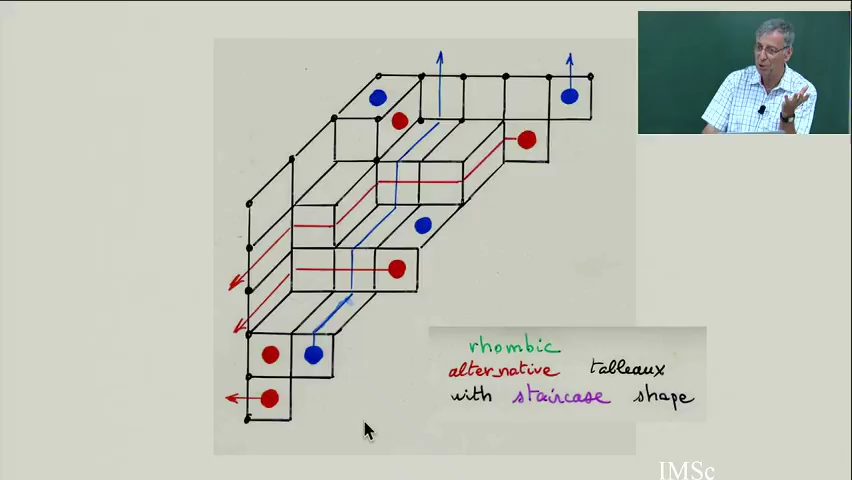 rhombic
alternative tableaux
with staircase shape
IMSc